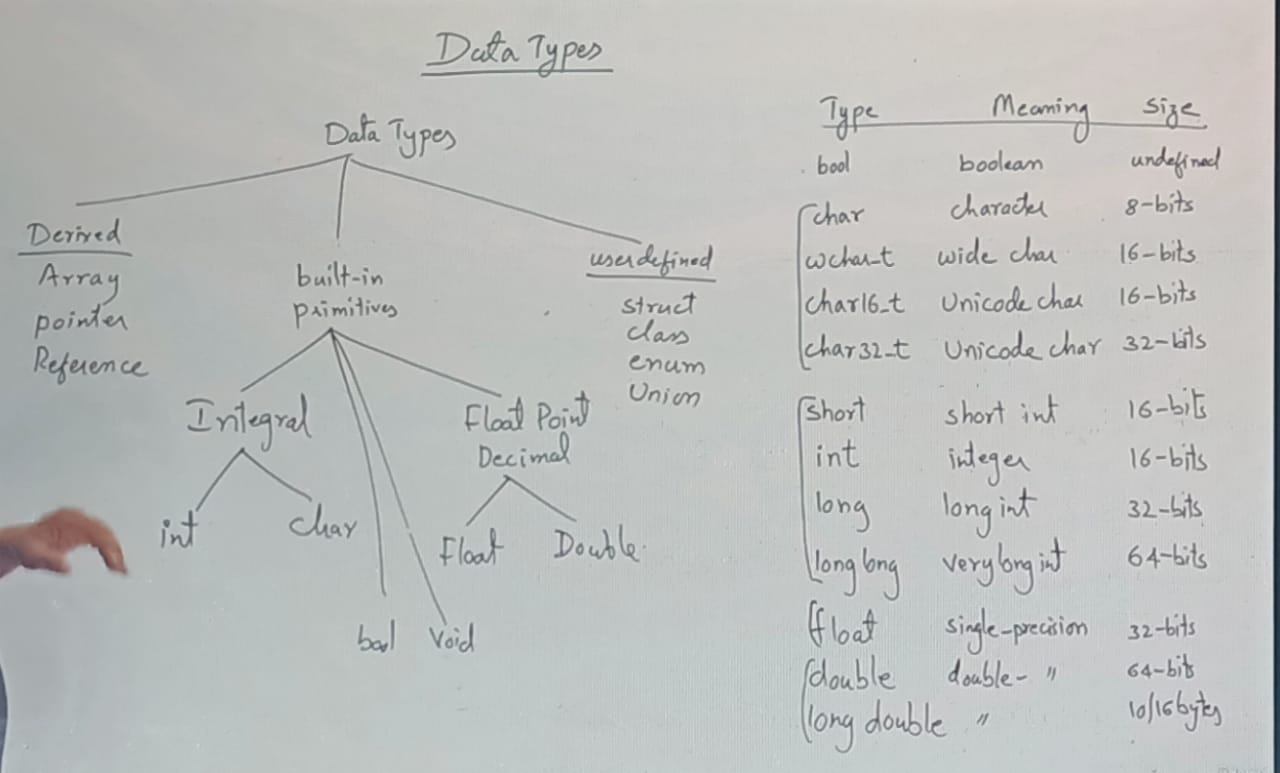 Data Types
Data Types
Derived
Array
pointer
Reference
built-in
primitives
userdefined
struct
class
enum
Union
Integral
int
char
Float Point
Decimal
Float
Double
bool
Void
Type Meaning Size
bool boolean undefined
char character 8-bits
wchar_t wide char 16-bits
char16_t Unicode char 16-bits
char32_t Unicode char 32-bits
short short int 16-bits
int integer 16-bits
long long int 32-bits
long long very long int 64-bits
float single-precision 32-bits
double double- " 64-bits
long double " 10/16bytes